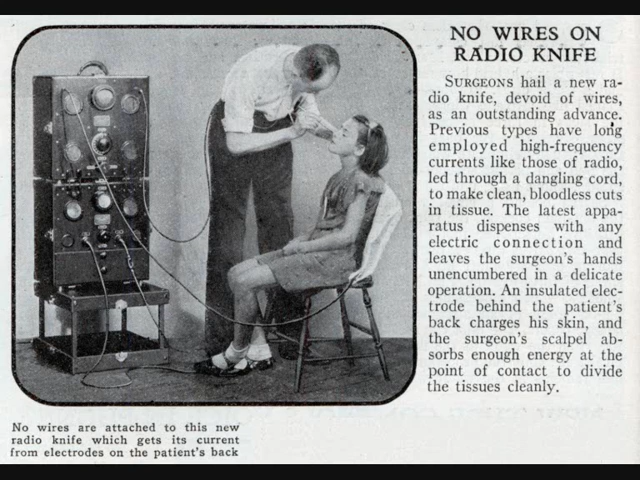 NO WIRES ON
RADIO KNIFE
SURGEONS hail a new ra-
dio knife, devoid of wires,
as an outstanding advance.
Previous types have long
employed high-frequency
currents like those of radio,
led through a dangling cord,
to make clean, bloodless cuts
in tissue. The latest appa-
ratus dispenses with any
electric connection and
leaves the surgeon's hands
unencumbered in a delicate
operation. An insulated elec-
trode behind the patient's
back charges his skin, and
the surgeon's scalpel ab-
sorbs enough energy at the
point of contact to divide
the tissues cleanly.
No wires are attached to this new
radio knife which gets its current
from electrodes on the patient's back